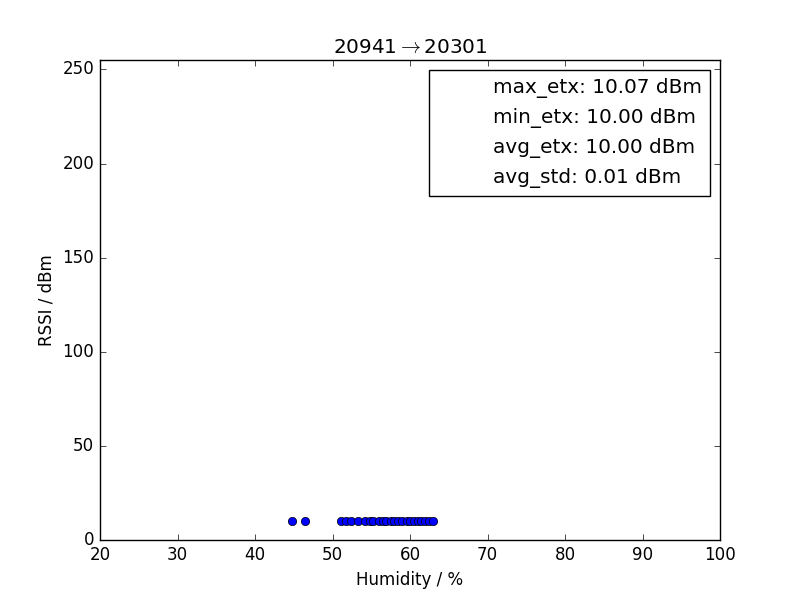 20941→20301
max_etx: 10.07 dBm
min_etx: 10.00 dBm
avg_etx: 10.00 dBm
avg_std: 0.01 dBm
250
200
150
100
50
0
RSSI / dBm
20 30 40 50 60 70 80 90 100
Humidity / %